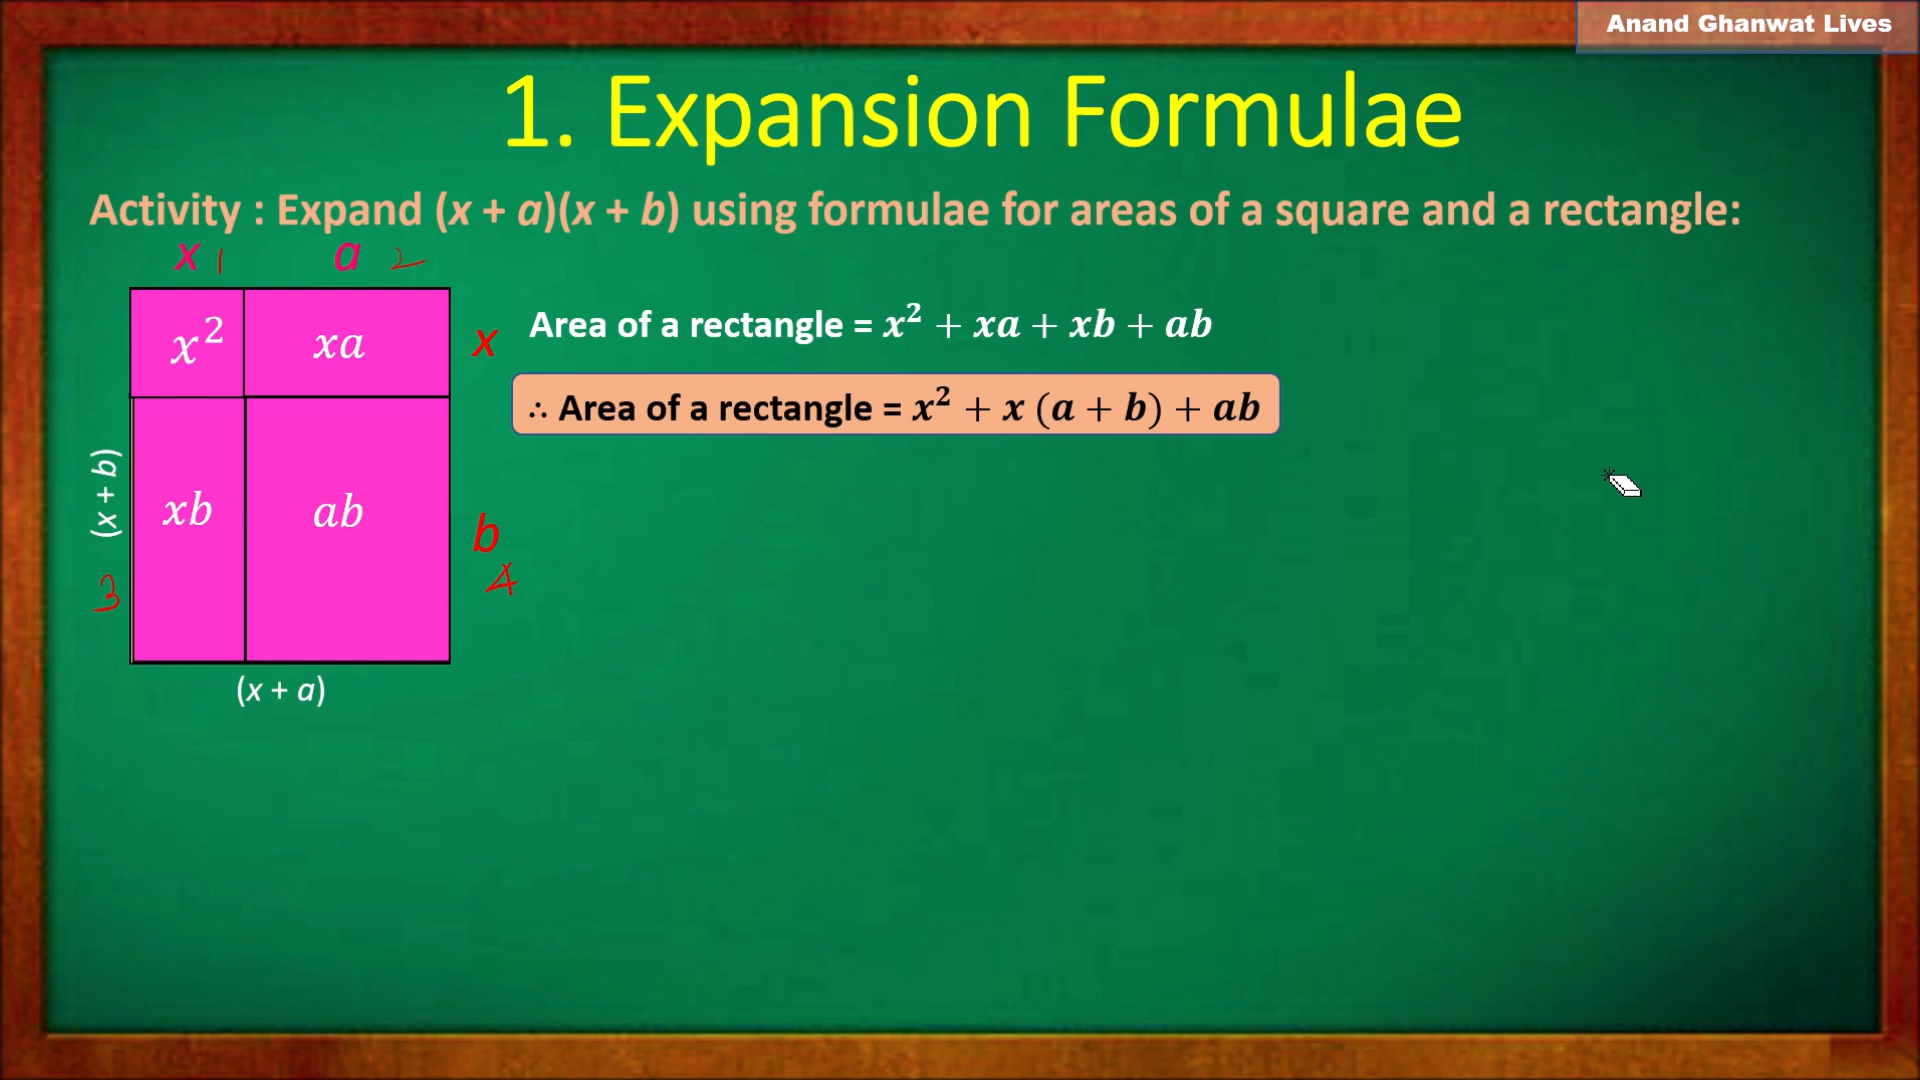 Anand Ghanwat Lives
1. Expansion Formulae
Activity : Expand (x + a)(x + b) using formulae for areas of a square and a rectangle:
x 1 a 2
x² xa x
Area of a rectangle = x² + xa + xb + ab
∴ Area of a rectangle = x² + x (a + b) + ab
(x + b)
xb ab b
3
4
(x + a)